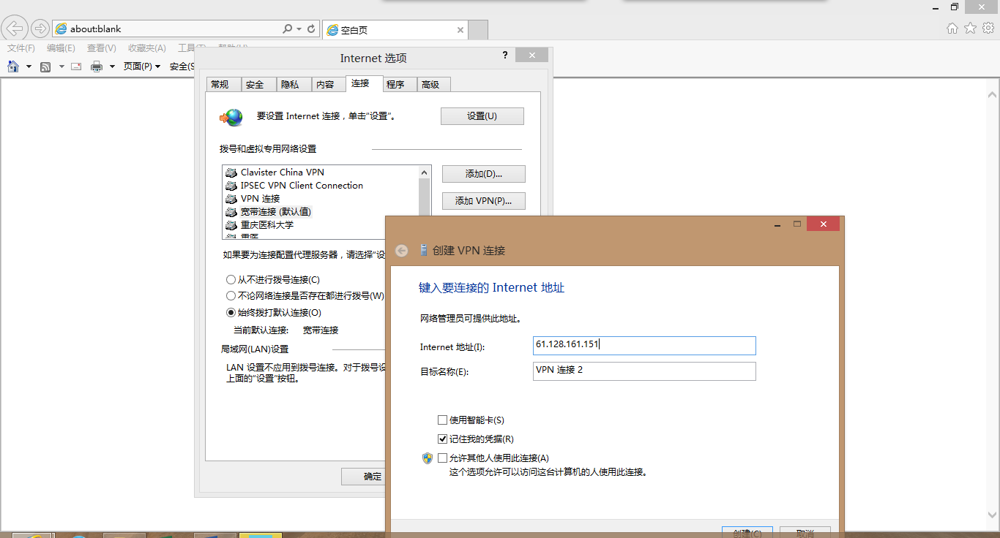 about:blank
空白页
文件(F) 编辑(E) 查看(V) 收藏夹(A) 工具(T) 帮助(H)
页面(P) 安全(S
Internet 选项
?
常规 安全 隐私 内容 连接 程序 高级
要设置 Internet 连接，单击“设置”。
设置(U)
拨号和虚拟专用网络设置
Clavister China VPN
IPSEC VPN Client Connection
VPN 连接
宽带连接 (默认值)
重庆医科大学
重医
添加(D)...
添加 VPN(P)...
如果要为连接配置代理服务器，请选择“设
从不进行拨号连接(C)
不论网络连接是否存在都进行拨号(W)
始终拨打默认连接(O)
当前默认连接: 宽带连接
局域网(LAN)设置
LAN 设置不应用到拨号连接。对于拨号设
上面的“设置”按钮。
确定
创建 VPN 连接
键入要连接的 Internet 地址
网络管理员可提供此地址。
Internet 地址(I): 61.128.161.151
目标名称(E): VPN 连接 2
使用智能卡(S)
记住我的凭据(R)
允许其他人使用此连接(A)
这个选项允许可以访问这台计算机的人使用此连接。
创建(C) 取消